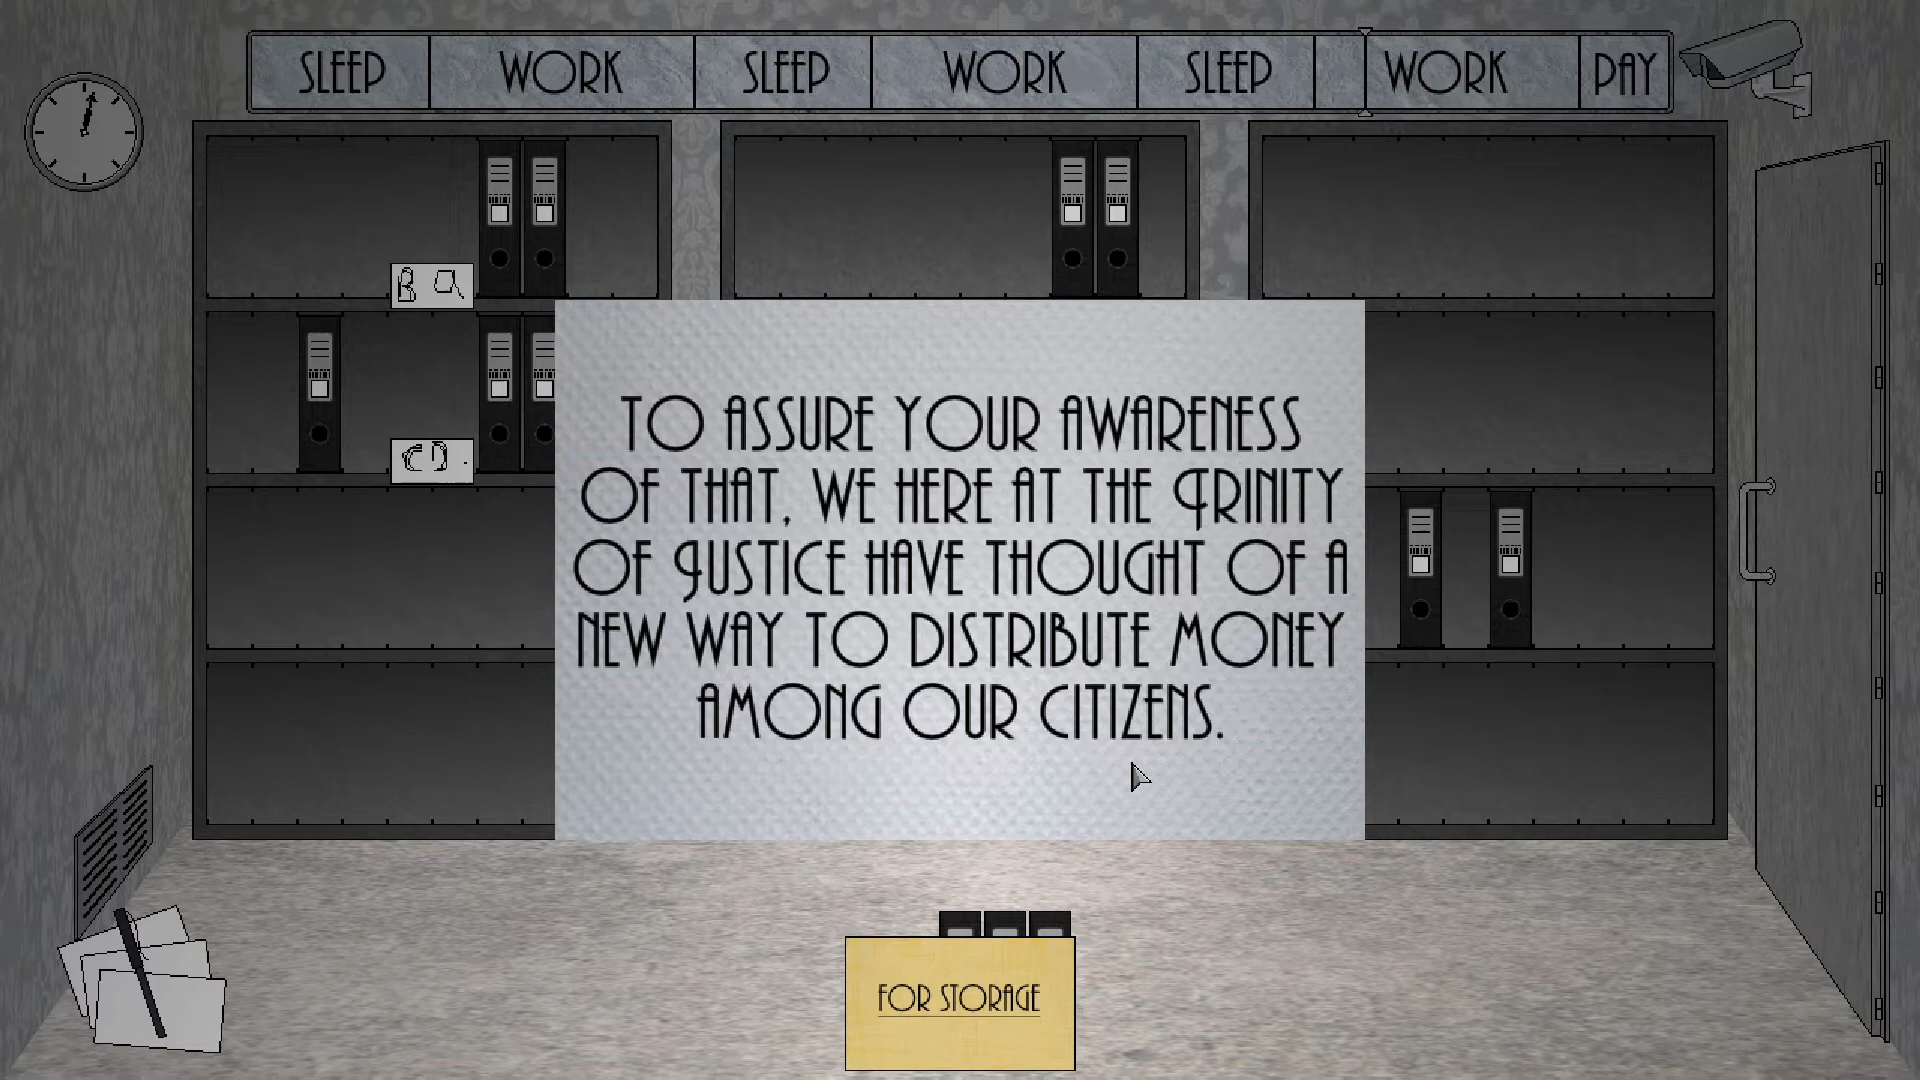 SLEEP WORK SLEEP WORK SLEEP WORK PAY
B a
TO ASSURE YOUR AWARENESS
OF THAT, WE HERE AT THE TRINITY
OF JUSTICE HAVE THOUGHT OF A
NEW WAY TO DISTRIBUTE MONEY
AMONG OUR CITIZENS.
FOR STORAGE